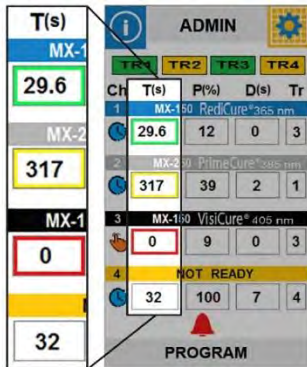 T(s)
MX-1
29.6
MX-2
317
MX-1
0
32
i ADMIN
TR1 TR2 TR3 TR4
Ch T(s) P(%) D(s) Tr
1 MX-150 RediCure® 365 nm
29.6 12 0 3
2 MX-250 PrimeCure® 385 nm
317 39 2 1
3 MX-150 VisiCure® 405 nm
0 9 0 3
4 NOT READY
32 100 7 4
PROGRAM